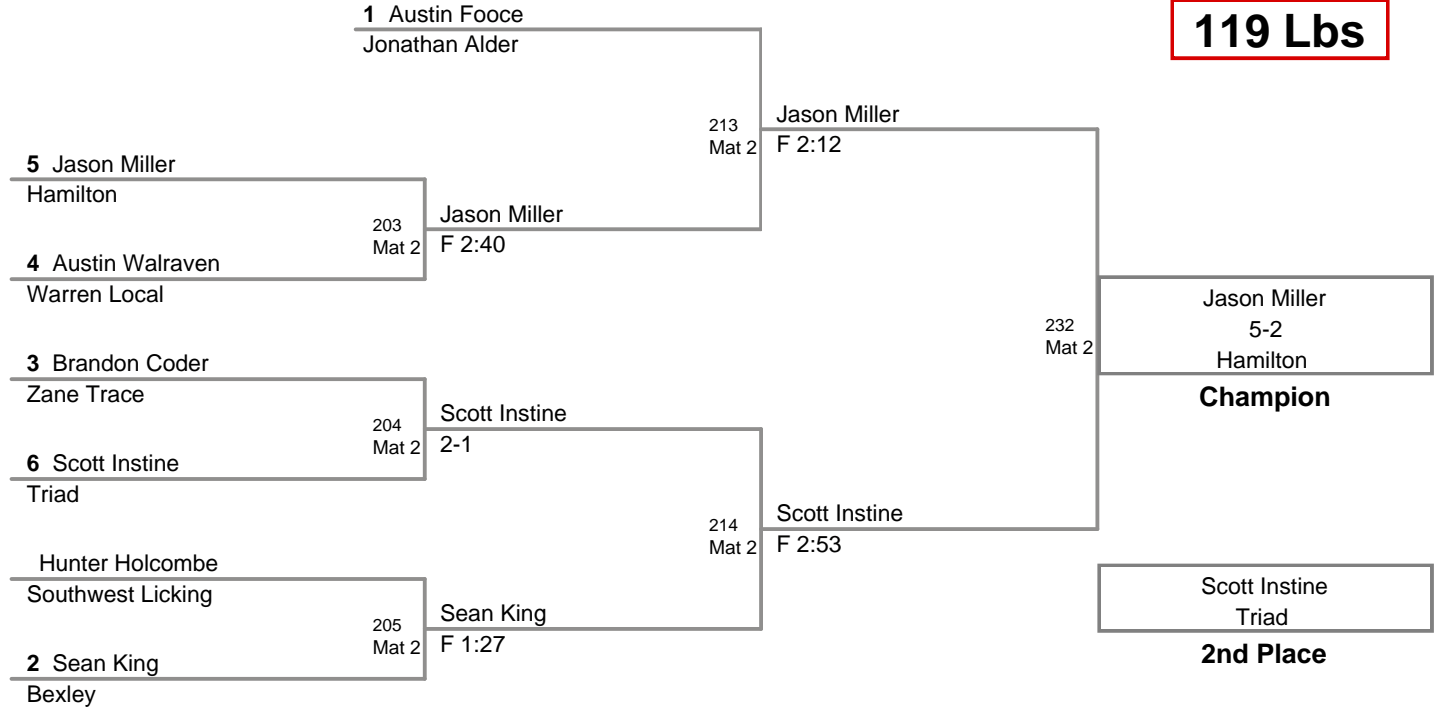 1 Austin Fooce
Jonathan Alder
119 Lbs
213
Mat 2
Jason Miller
F 2:12
5 Jason Miller
Hamilton
203
Mat 2
Jason Miller
F 2:40
4 Austin Walraven
Warren Local
232
Mat 2
Jason Miller
5-2
Hamilton
Champion
3 Brandon Coder
Zane Trace
204
Mat 2
Scott Instine
2-1
6 Scott Instine
Triad
214
Mat 2
Scott Instine
F 2:53
Hunter Holcombe
Southwest Licking
205
Mat 2
Sean King
F 1:27
2 Sean King
Bexley
Scott Instine
Triad
2nd Place